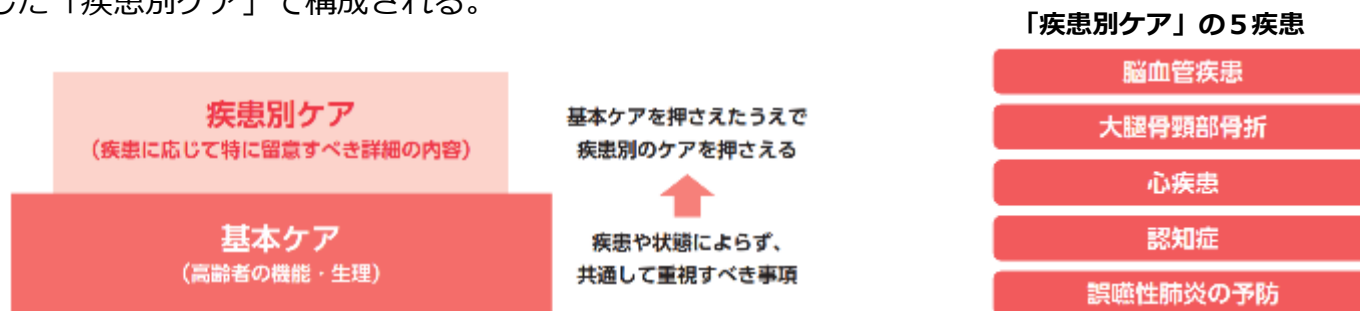 した「疾患別ケア」で構成される。
「疾患別ケア」の5疾患
疾患別ケア
(疾患に応じて特に留意すべき詳細の内容)
基本ケア
(高齢者の機能・生理)
基本ケアを押さえたうえで
疾患別のケアを押さえる
疾患や状態によらず、
共通して重視すべき事項
脳血管疾患
大腿骨頸部骨折
心疾患
認知症
誤嚥性肺炎の予防